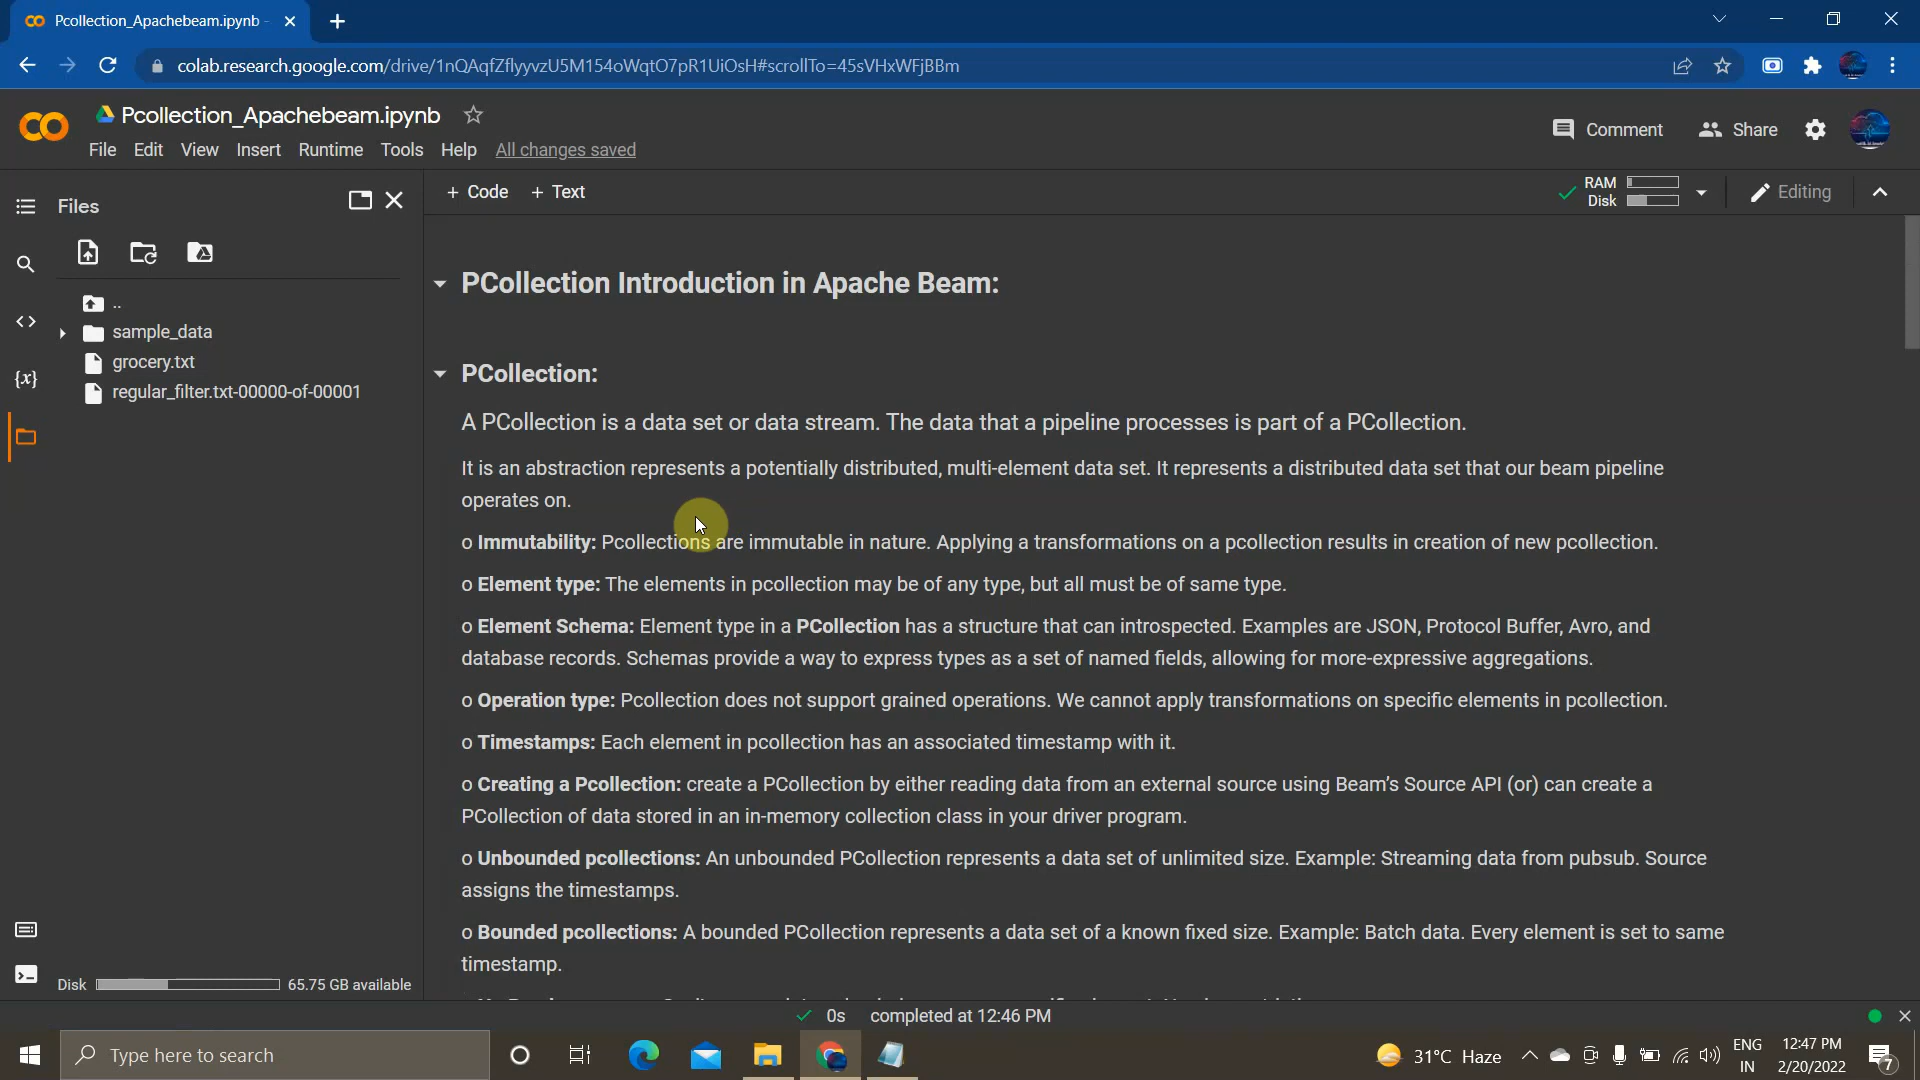 Pcollection_Apachebeam.ipynb -
colab.research.google.com/drive/1nQAqfZflyyvzU5M154oWqtO7pR1UiOsH#scrollTo=45sVHxWFjBBm
Pcollection_Apachebeam.ipynb
Comment
Share
File Edit View Insert Runtime Tools Help All changes saved
Files
+ Code + Text
RAM
Disk
Editing
..
sample_data
grocery.txt
regular_filter.txt-00000-of-00001
Disk 65.75 GB available
PCollection Introduction in Apache Beam:
PCollection:
A PCollection is a data set or data stream. The data that a pipeline processes is part of a PCollection.
It is an abstraction represents a potentially distributed, multi-element data set. It represents a distributed data set that our beam pipeline
operates on.
o Immutability: Pcollections are immutable in nature. Applying a transformations on a pcollection results in creation of new pcollection.
o Element type: The elements in pcollection may be of any type, but all must be of same type.
o Element Schema: Element type in a PCollection has a structure that can introspected. Examples are JSON, Protocol Buffer, Avro, and
database records. Schemas provide a way to express types as a set of named fields, allowing for more-expressive aggregations.
o Operation type: Pcollection does not support grained operations. We cannot apply transformations on specific elements in pcollection.
o Timestamps: Each element in pcollection has an associated timestamp with it.
o Creating a Pcollection: create a PCollection by either reading data from an external source using Beam's Source API (or) can create a
PCollection of data stored in an in-memory collection class in your driver program.
o Unbounded pcollections: An unbounded PCollection represents a data set of unlimited size. Example: Streaming data from pubsub. Source
assigns the timestamps.
o Bounded pcollections: A bounded PCollection represents a data set of a known fixed size. Example: Batch data. Every element is set to same
timestamp.
0s completed at 12:46 PM
Type here to search
31°C Haze
ENG
IN
12:47 PM
2/20/2022
7